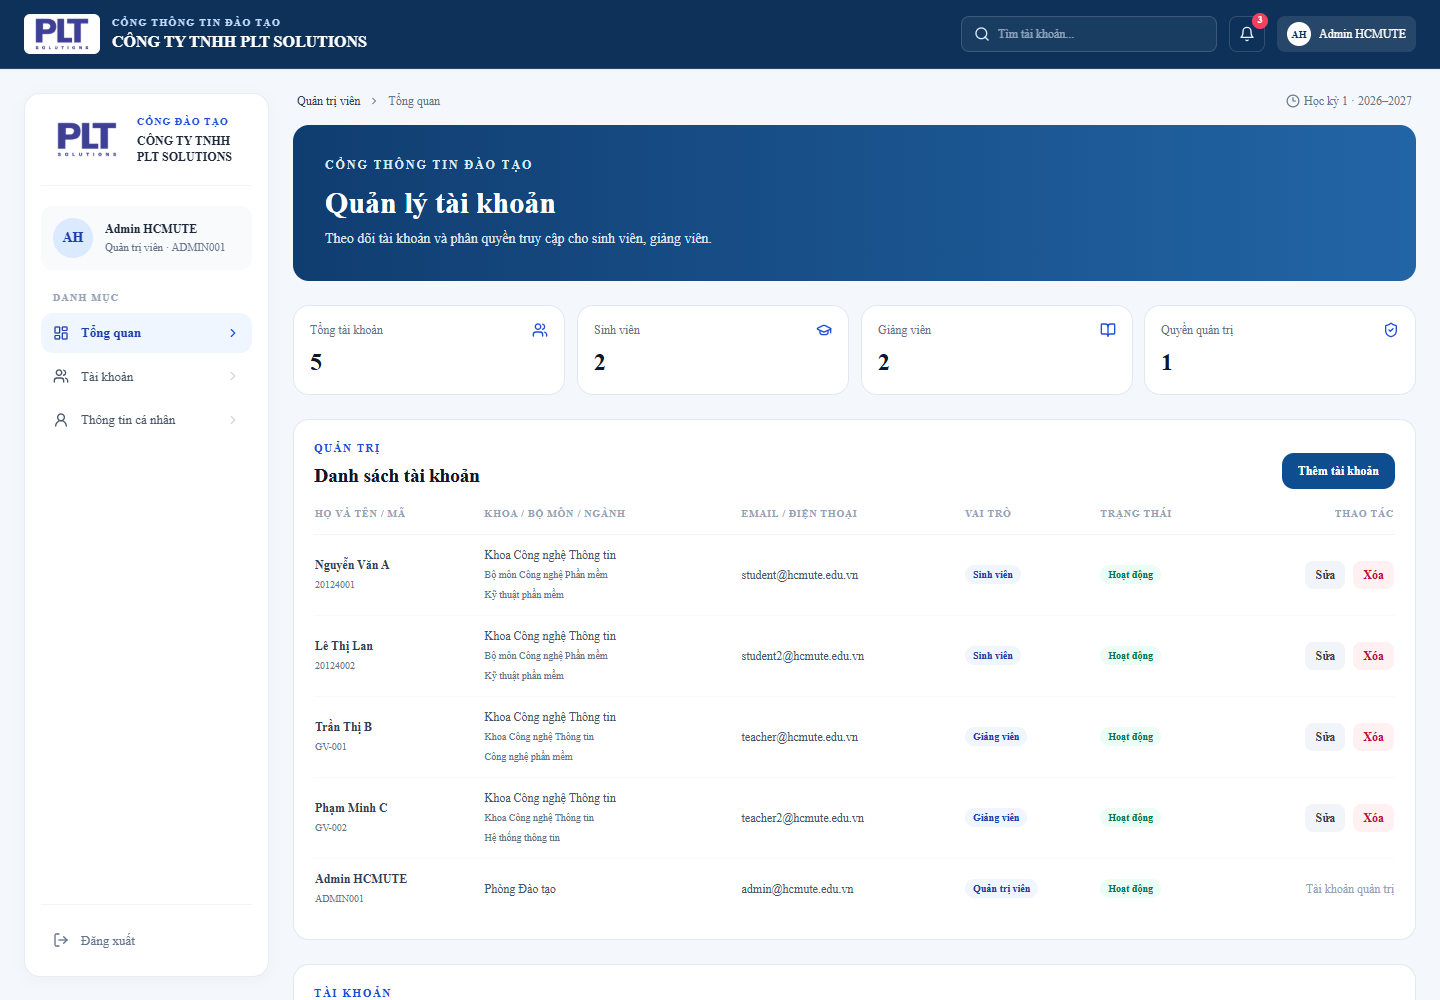 PLT
SOLUTIONS
CỔNG THÔNG TIN ĐÀO TẠO
CÔNG TY TNHH PLT SOLUTIONS
Tìm tài khoản...
3
AH
Admin HCMUTE
PLT
SOLUTIONS
CỔNG ĐÀO TẠO
CÔNG TY TNHH
PLT SOLUTIONS
AH
Admin HCMUTE
Quản trị viên · ADMIN001
DANH MỤC
Tổng quan
Tài khoản
Thông tin cá nhân
Đăng xuất
Quản trị viên
Tổng quan
Học kỳ 1 · 2026–2027
CỔNG THÔNG TIN ĐÀO TẠO
Quản lý tài khoản
Theo dõi tài khoản và phân quyền truy cập cho sinh viên, giảng viên.
Tổng tài khoản
5
Sinh viên
2
Giảng viên
2
Quyền quản trị
1
QUẢN TRỊ
Danh sách tài khoản
Thêm tài khoản
HỌ VÀ TÊN / MÃ KHOA / BỘ MÔN / NGÀNH EMAIL / ĐIỆN THOẠI VAI TRÒ TRẠNG THÁI THAO TÁC
Nguyễn Văn A
20124001
Khoa Công nghệ Thông tin
Bộ môn Công nghệ Phần mềm
Kỹ thuật phần mềm
student@hcmute.edu.vn
Sinh viên
Hoạt động
Sửa
Xóa
Lê Thị Lan
20124002
Khoa Công nghệ Thông tin
Bộ môn Công nghệ Phần mềm
Kỹ thuật phần mềm
student2@hcmute.edu.vn
Sinh viên
Hoạt động
Sửa
Xóa
Trần Thị B
GV-001
Khoa Công nghệ Thông tin
Khoa Công nghệ Thông tin
Công nghệ phần mềm
teacher@hcmute.edu.vn
Giảng viên
Hoạt động
Sửa
Xóa
Phạm Minh C
GV-002
Khoa Công nghệ Thông tin
Khoa Công nghệ Thông tin
Hệ thống thông tin
teacher2@hcmute.edu.vn
Giảng viên
Hoạt động
Sửa
Xóa
Admin HCMUTE
ADMIN001
Phòng Đào tạo
admin@hcmute.edu.vn
Quản trị viên
Hoạt động
Tài khoản quản trị
TÀI KHOẢN